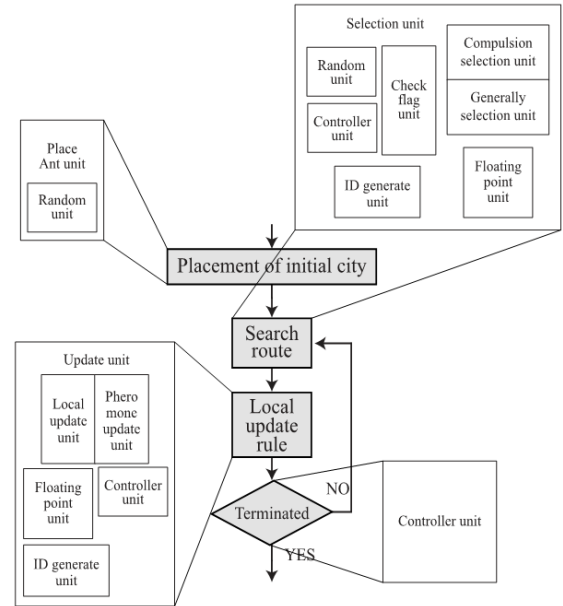 Selection unit
Random
unit
Controller
unit
Check
flag
unit
Compulsion
selection unit
Generally
selection unit
ID generate
unit
Floating
point
unit
Place
Ant unit
Random
unit
Placement of initial city
Search
route
Local
update
rule
Terminated
NO
YES
Update unit
Local
update
unit
Phero
mone
update
unit
Floating
point
unit
Controller
unit
ID generate
unit
Controller unit